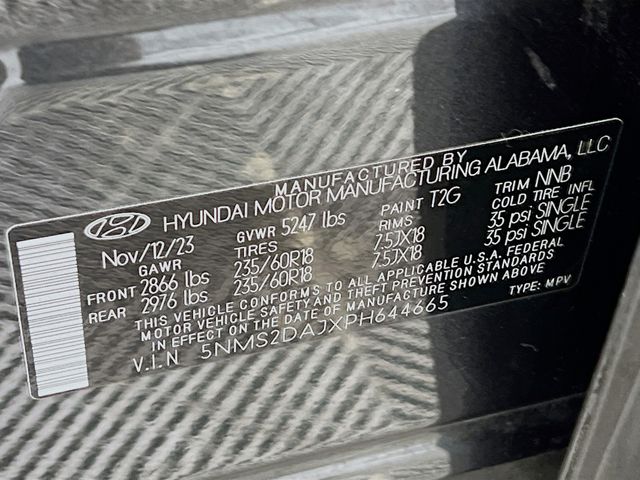 MANUFACTURED BY
HYUNDAI MOTOR MANUFACTURING ALABAMA, LLC
Nov/12/23 GVWR 5247 lbs PAINT T2G TRIM NNB
GAWR TIRES RIMS COLD TIRE INFL
FRONT 2866 lbs 235/60R18 7.5JX18 35 psi SINGLE
REAR 2976 lbs 235/60R18 7.5JX18 35 psi SINGLE
THIS VEHICLE CONFORMS TO ALL APPLICABLE U.S.A. FEDERAL
MOTOR VEHICLE SAFETY AND THEFT PREVENTION STANDARDS
IN EFFECT ON THE DATE OF MANUFACTURE SHOWN ABOVE
V.I.N 5NMS2DAJXPH644665 TYPE: MPV